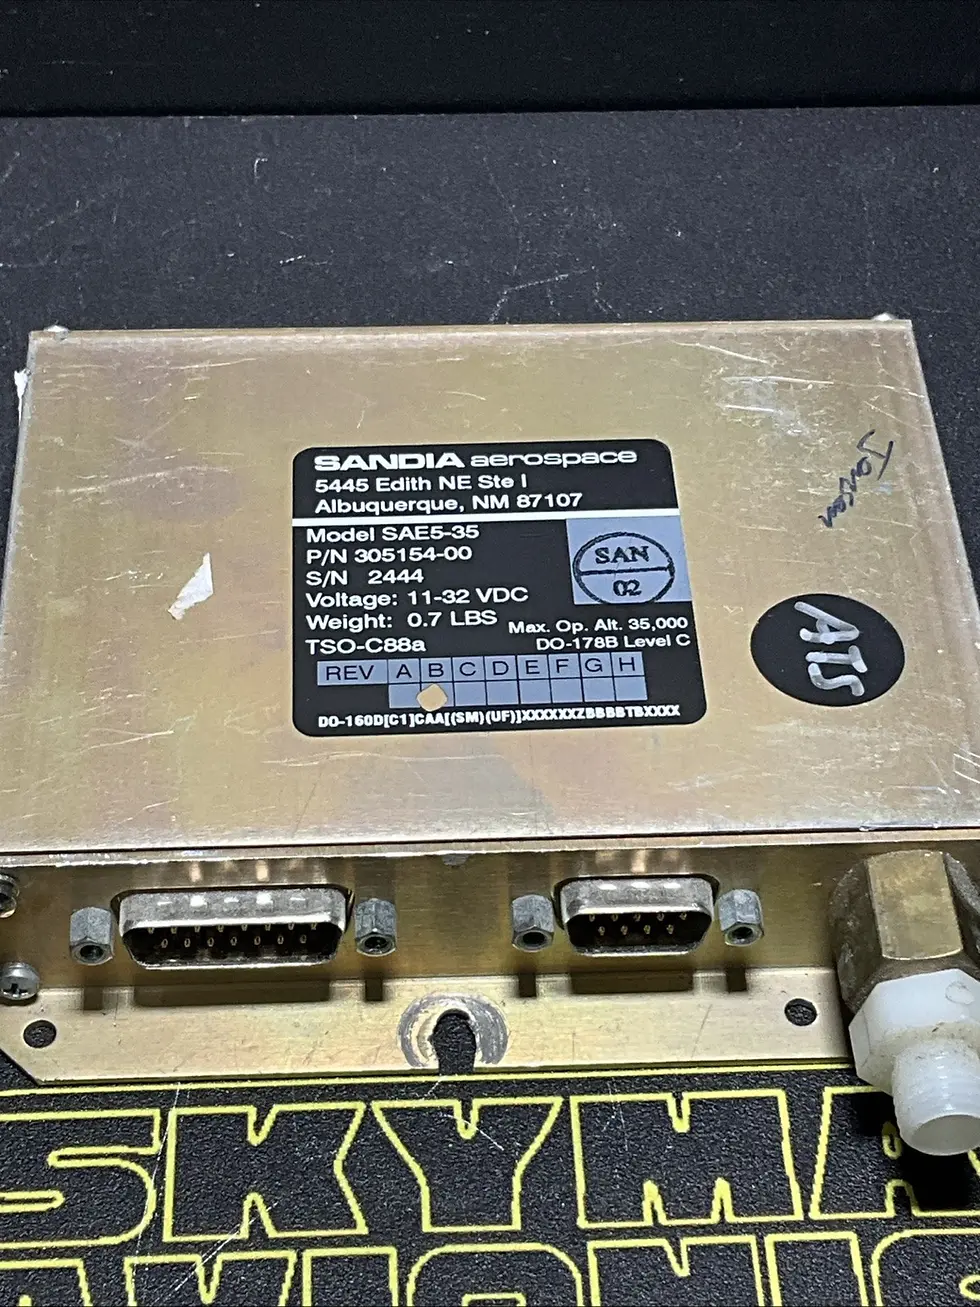 SANDIA aerospace
5445 Edith NE Ste I
Albuquerque, NM 87107
Model SAE5-35
P/N 305154-00
S/N 2444
Voltage: 11-32 VDC
Weight: 0.7 LBS
TSO-C88a
SAN
02
Max. Op. Alt. 35,000
DO-178B Level C
REV A B C D E F G H
DO-160D[C1]CAA[(SM)(UF)]XXXXXXZBBBBTBXXXX
ATS
SKYMA
AVIONIC